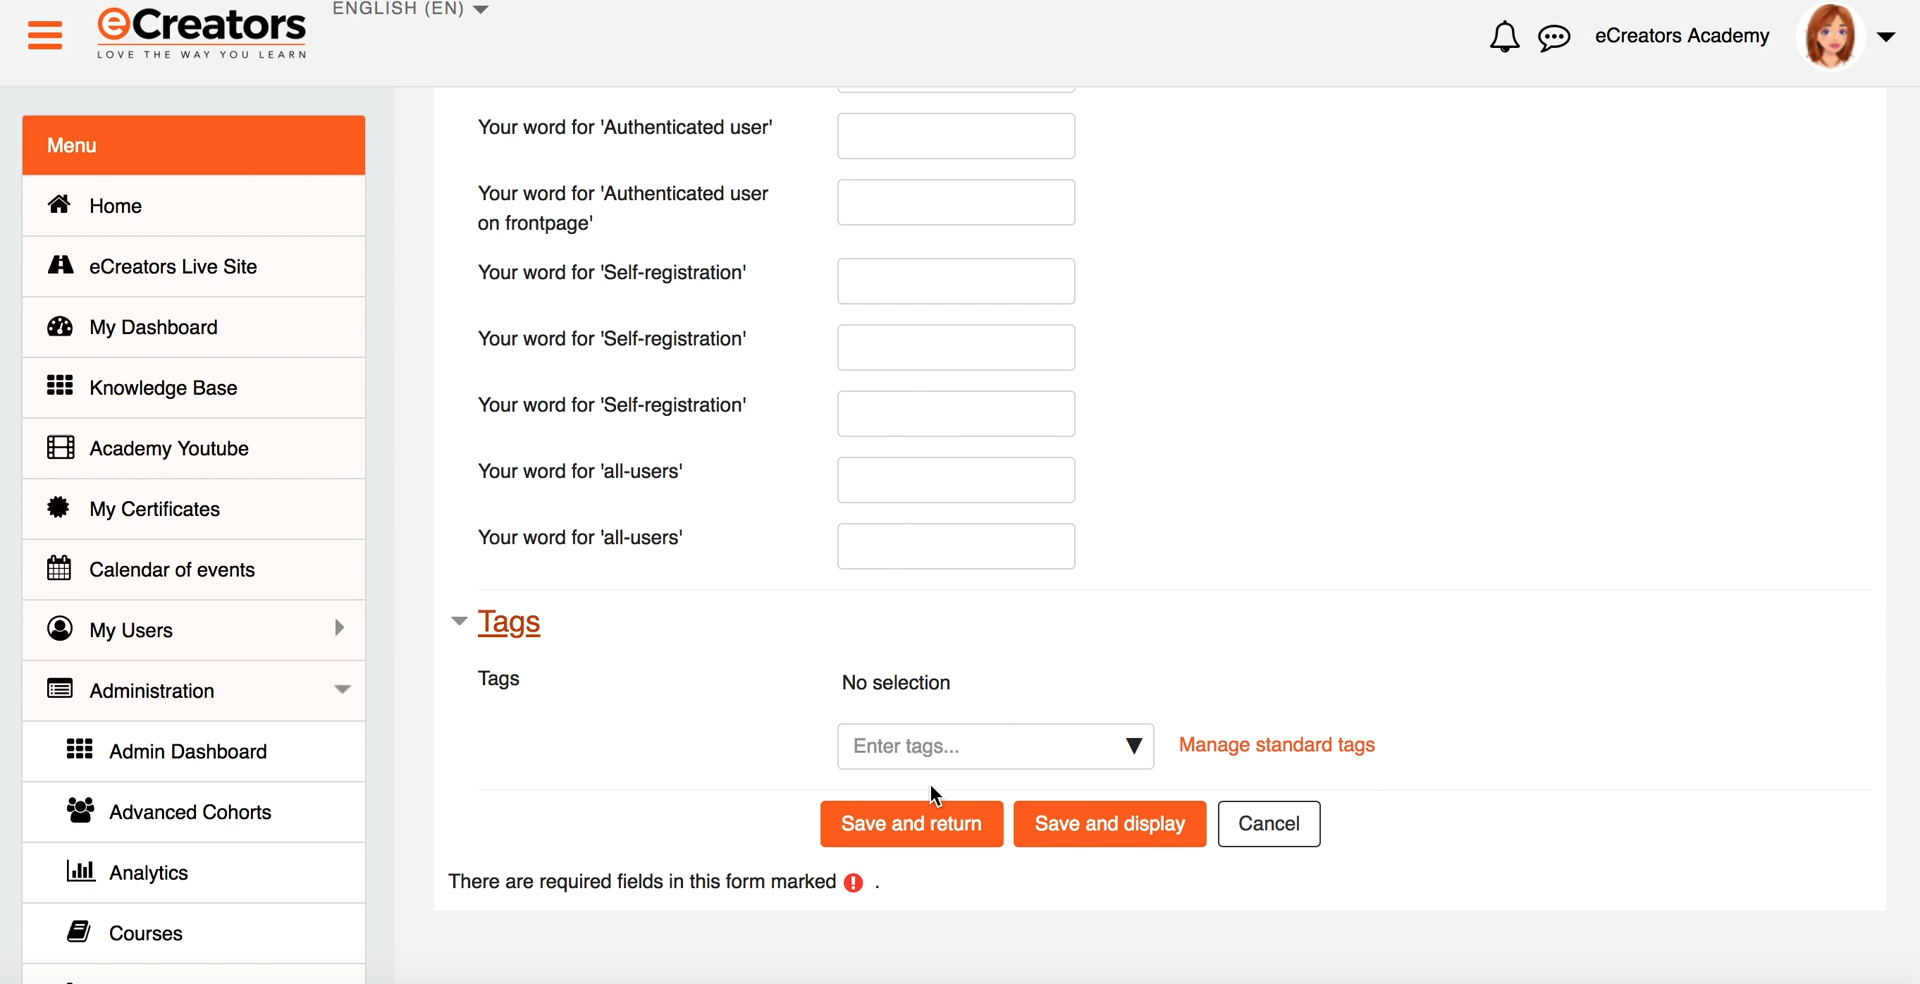 ENGLISH (EN)
eCreators
LOVE THE WAY YOU LEARN
eCreators Academy
Menu
Home
eCreators Live Site
My Dashboard
Knowledge Base
Academy Youtube
My Certificates
Calendar of events
My Users
Administration
Admin Dashboard
Advanced Cohorts
Analytics
Courses
Your word for 'Authenticated user'
Your word for 'Authenticated user
on frontpage'
Your word for 'Self-registration'
Your word for 'Self-registration'
Your word for 'Self-registration'
Your word for 'all-users'
Your word for 'all-users'
Tags
Tags
No selection
Enter tags...
Manage standard tags
Save and return
Save and display
Cancel
There are required fields in this form marked ! .